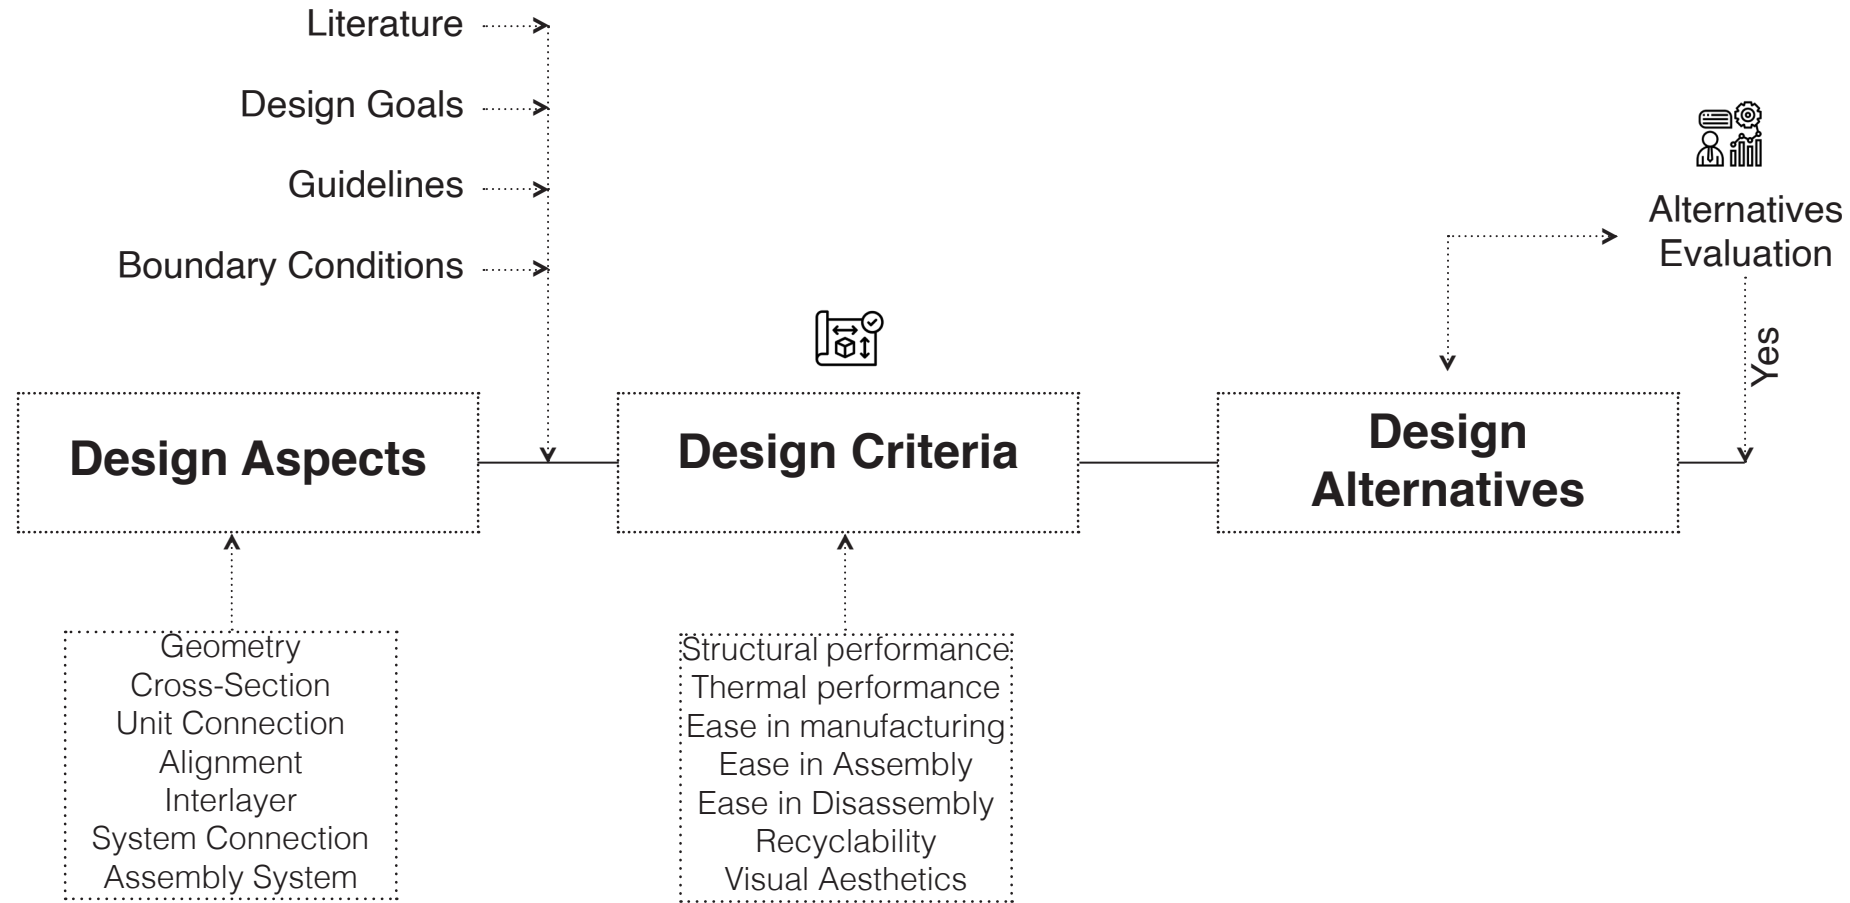 Literature
Design Goals
Guidelines
Boundary Conditions
Alternatives
Evaluation
Yes
Design Aspects
Design Criteria
Design
Alternatives
Geometry
Cross-Section
Unit Connection
Alignment
Interlayer
System Connection
Assembly System
Structural performance
Thermal performance
Ease in manufacturing
Ease in Assembly
Ease in Disassembly
Recyclability
Visual Aesthetics